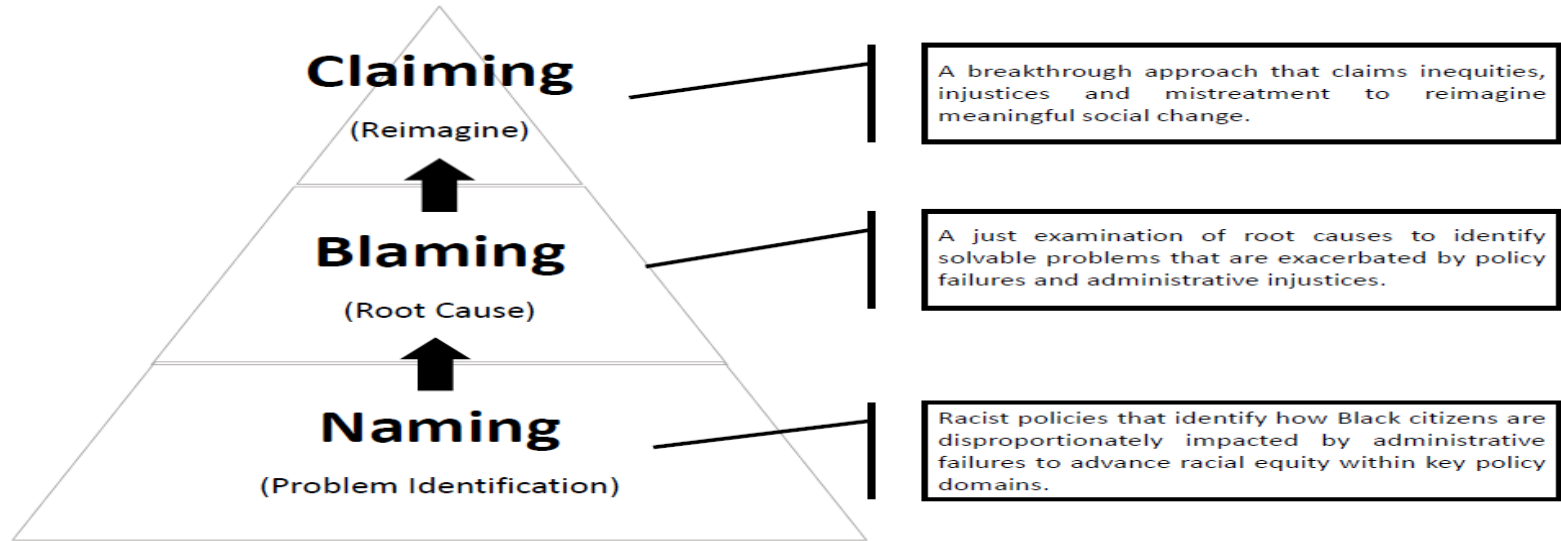 Claiming
(Reimagine)
A breakthrough approach that claims inequities,
injustices and mistreatment to reimagine
meaningful social change.
Blaming
(Root Cause)
A just examination of root causes to identify
solvable problems that are exacerbated by policy
failures and administrative injustices.
Naming
(Problem Identification)
Racist policies that identify how Black citizens are
disproportionately impacted by administrative
failures to advance racial equity within key policy
domains.